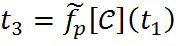 t₃ = f̃ₚ[𝒞](t₁)